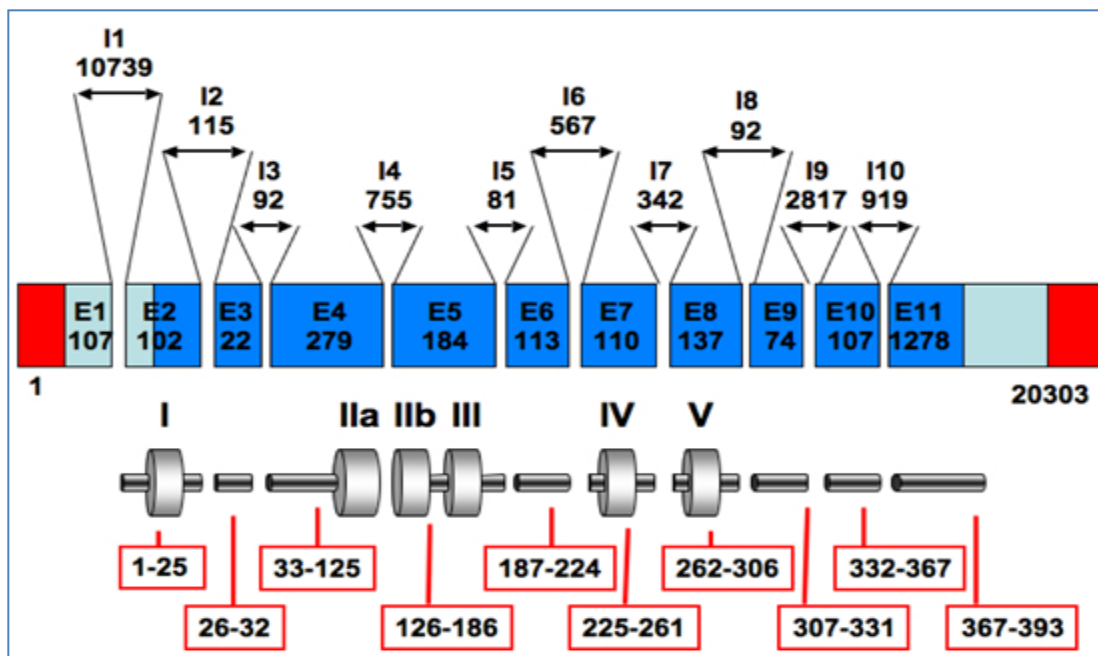 I1
10739
I2
115
I3
92
I4
755
I5
81
I6
567
I7
342
I8
92
I9
2817
I10
919
E1
107
E2
102
E3
22
E4
279
E5
184
E6
113
E7
110
E8
137
E9
74
E10
107
E11
1278
1
20303
I
IIa
IIb
III
IV
V
1-25
26-32
33-125
126-186
187-224
225-261
262-306
307-331
332-367
367-393